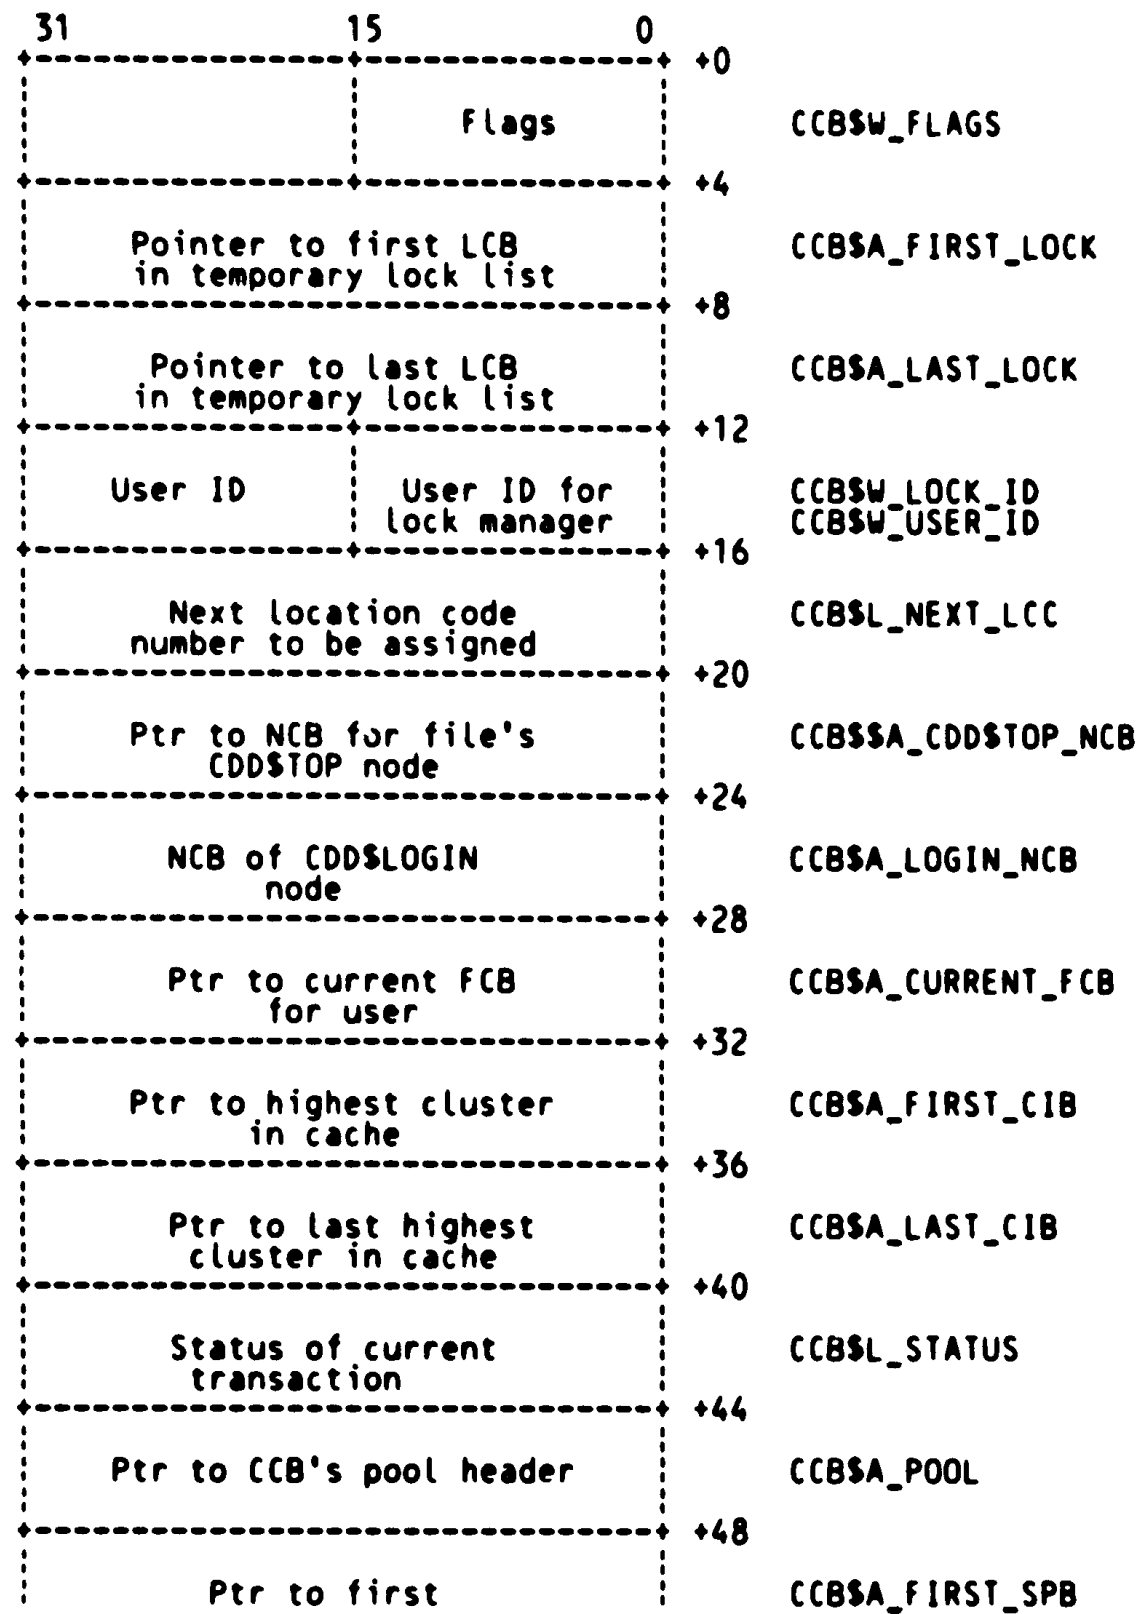 31 15 0
+0
Flags CCB$W_FLAGS
+4
Pointer to first LCB CCB$A_FIRST_LOCK
in temporary lock list
+8
Pointer to last LCB CCB$A_LAST_LOCK
in temporary lock list
+12
User ID User ID for CCB$W_LOCK_ID
lock manager CCB$W_USER_ID
+16
Next location code CCB$L_NEXT_LCC
number to be assigned
+20
Ptr to NCB for file's CCB$$A_CDD$TOP_NCB
CDD$TOP node
+24
NCB of CDD$LOGIN CCB$A_LOGIN_NCB
node
+28
Ptr to current FCB CCB$A_CURRENT_FCB
for user
+32
Ptr to highest cluster CCB$A_FIRST_CIB
in cache
+36
Ptr to last highest CCB$A_LAST_CIB
cluster in cache
+40
Status of current CCB$L_STATUS
transaction
+44
Ptr to CCB's pool header CCB$A_POOL
+48
Ptr to first CCB$A_FIRST_SPB